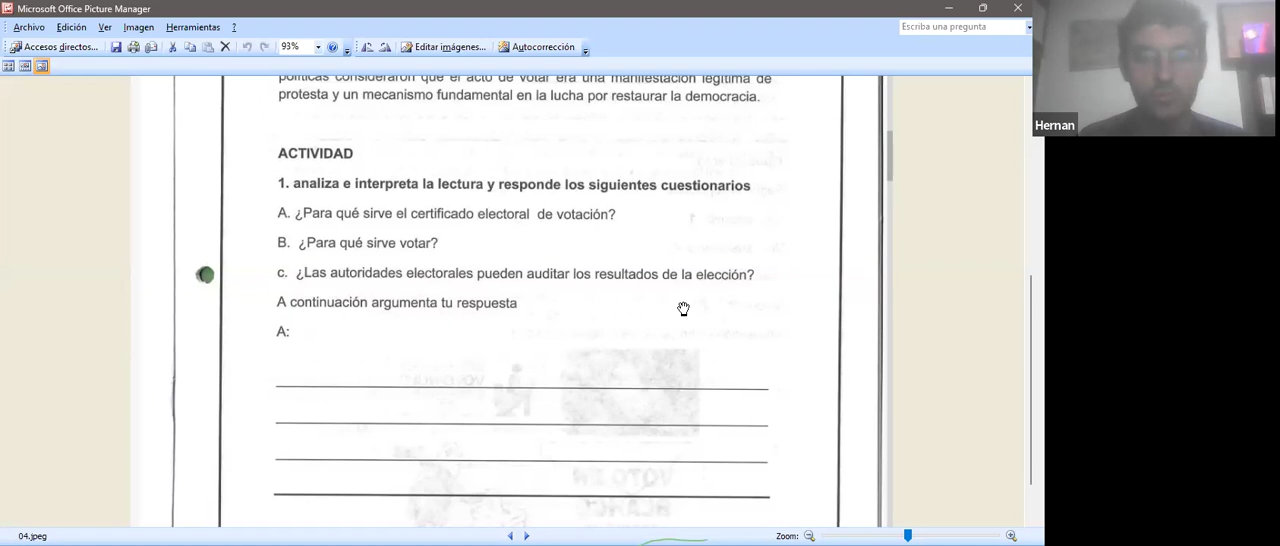 Microsoft Office Picture Manager
Archivo Edición Ver Imagen Herramientas ?
Escriba una pregunta
Accesos directos... 93% Editar imágenes... Autocorrección
políticas consideraron que el acto de votar era una manifestación legítima de
protesta y un mecanismo fundamental en la lucha por restaurar la democracia.
ACTIVIDAD
1. analiza e interpreta la lectura y responde los siguientes cuestionarios
A. ¿Para qué sirve el certificado electoral de votación?
B. ¿Para qué sirve votar?
c. ¿Las autoridades electorales pueden auditar los resultados de la elección?
A continuación argumenta tu respuesta
A:
VOTO EN
BLANCO
04.jpeg
Zoom:
Hernan